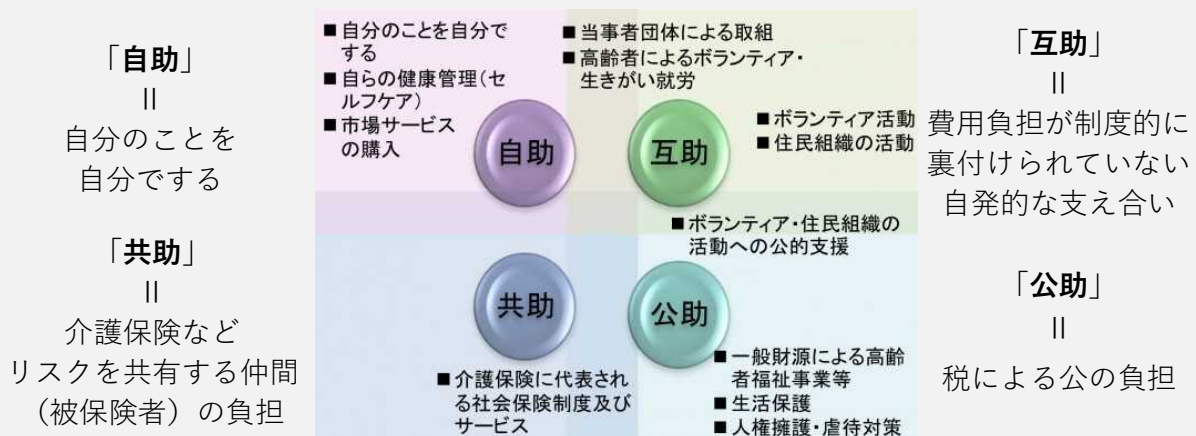 「自助」
||
自分のことを
自分でする
「共助」
||
介護保険など
リスクを共有する仲間
(被保険者)の負担
■自分のことを自分で
する
■自らの健康管理(セ
ルフケア)
■市場サービス
の購入
■当事者団体による取組
■高齢者によるボランティア・
生きがい就労
■ボランティア活動
■住民組織の活動
自助
互助
■ボランティア・住民組織の
活動への公的支援
共助
公助
■介護保険に代表され
る社会保険制度及び
サービス
■一般財源による高齢
者福祉事業等
■生活保護
■人権擁護・虐待対策
「互助」
||
費用負担が制度的に
裏付けられていない
自発的な支え合い
「公助」
||
税による公の負担